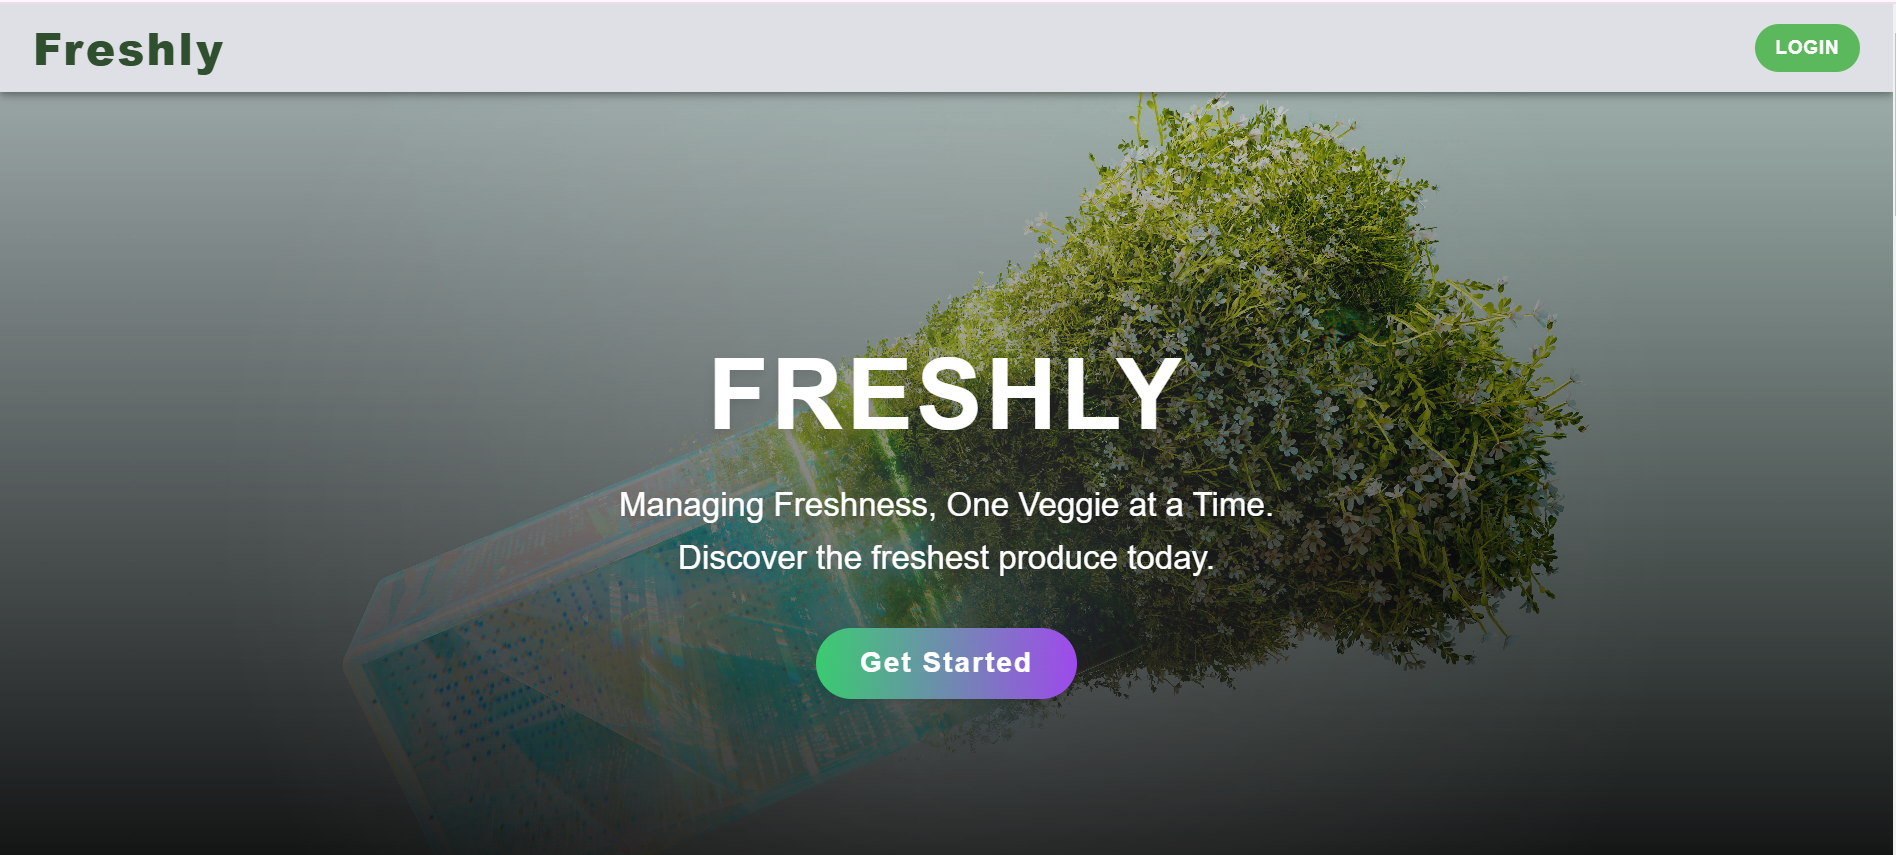 Freshly
LOGIN
FRESHLY
Managing Freshness, One Veggie at a Time.
Discover the freshest produce today.
Get Started